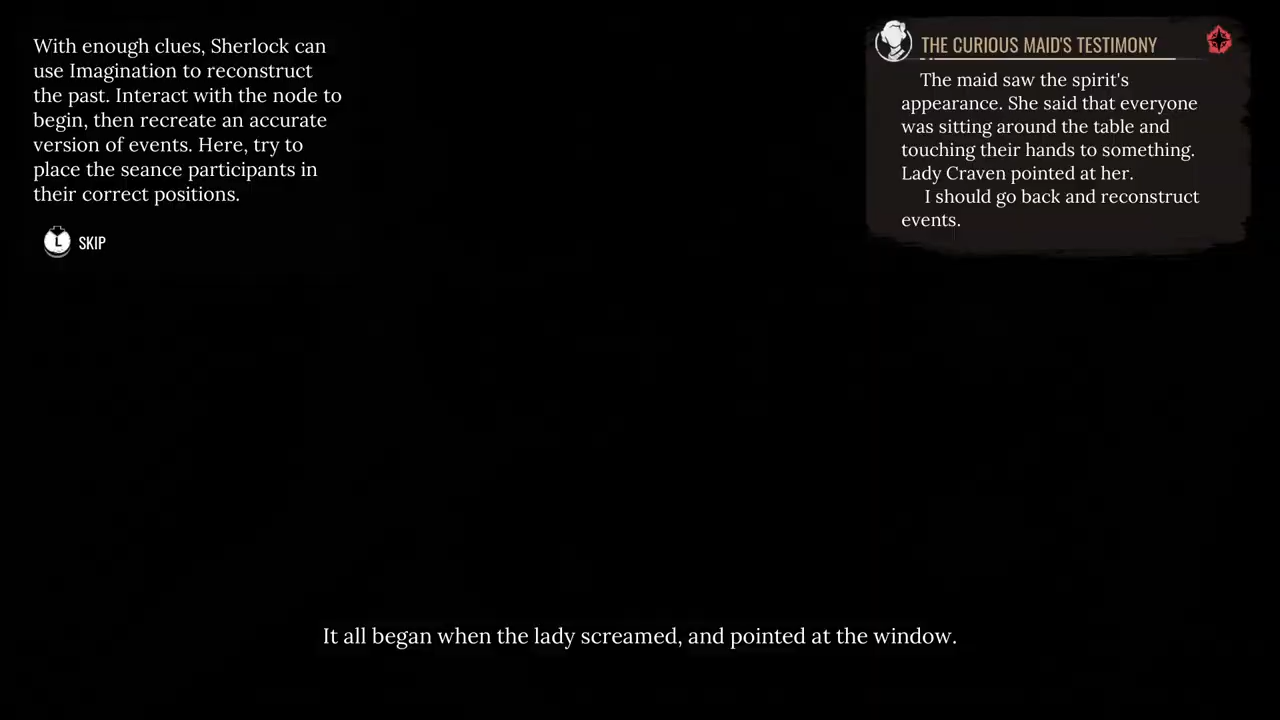 With enough clues, Sherlock can
use Imagination to reconstruct
the past. Interact with the node to
begin, then recreate an accurate
version of events. Here, try to
place the seance participants in
their correct positions.
L SKIP
THE CURIOUS MAID'S TESTIMONY
The maid saw the spirit's
appearance. She said that everyone
was sitting around the table and
touching their hands to something.
Lady Craven pointed at her.
I should go back and reconstruct
events.
It all began when the lady screamed, and pointed at the window.